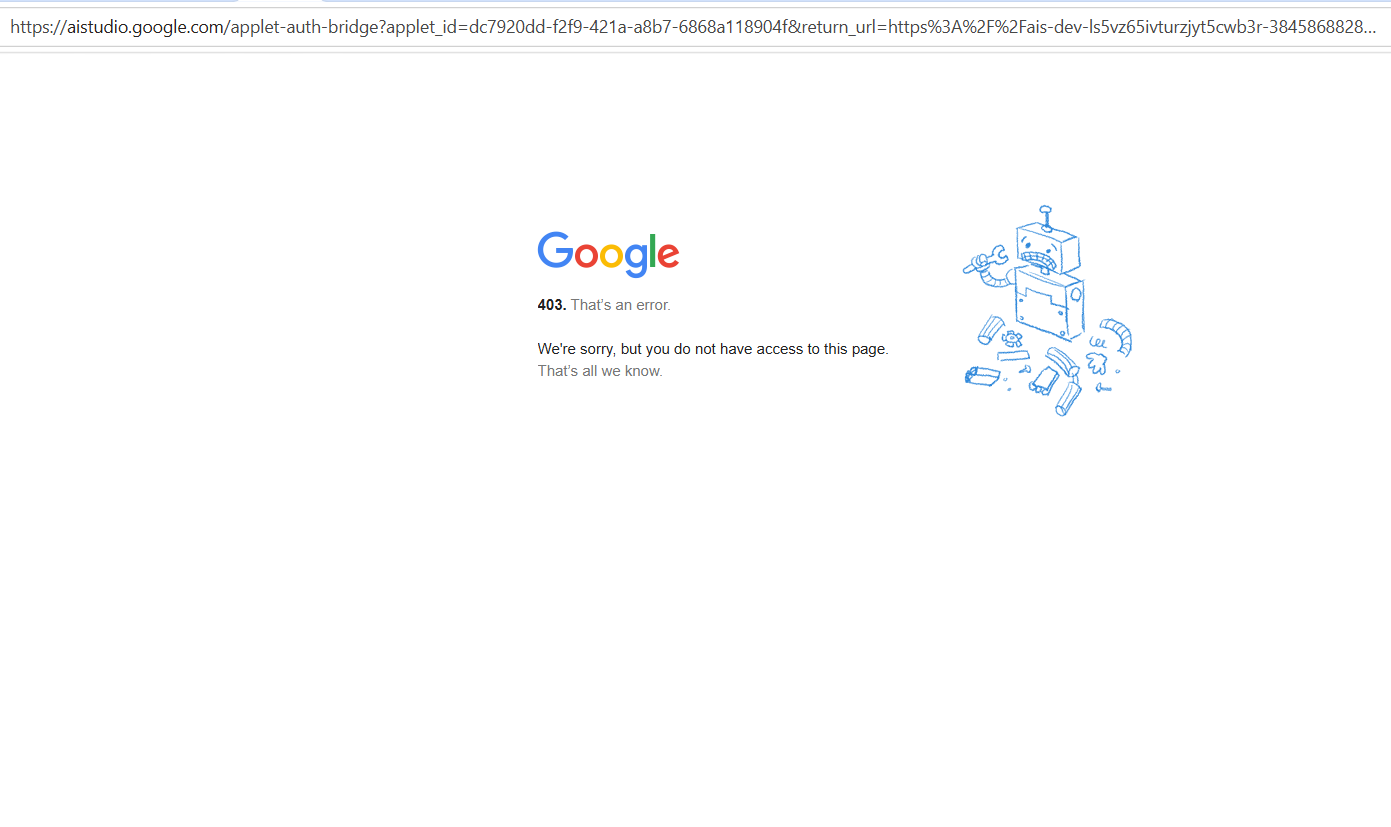 https://aistudio.google.com/applet-auth-bridge?applet_id=dc7920dd-f2f9-421a-a8b7-6868a118904f&return_url=https%3A%2F%2Fais-dev-ls5vz65ivturzjyt5cwb3r-3845868828...
Google
403. That's an error.
We're sorry, but you do not have access to this page.
That's all we know.